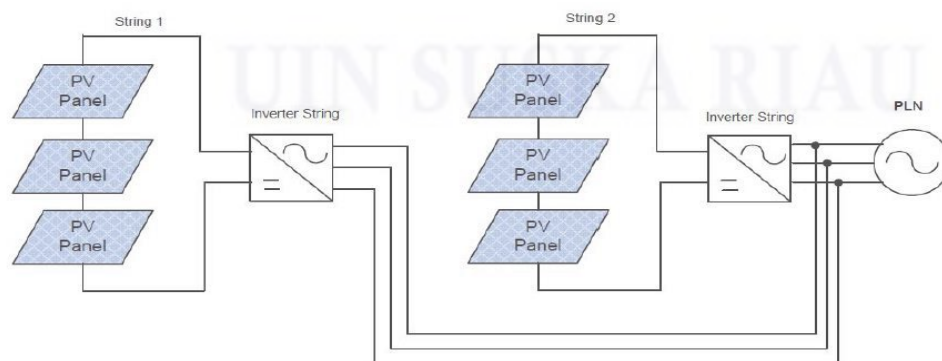 String 1
String 2
UIN SUSKA RIAU
PV
Panel
PV
Panel
PV
Panel
Inverter String
PV
Panel
PV
Panel
PV
Panel
Inverter String
PLN